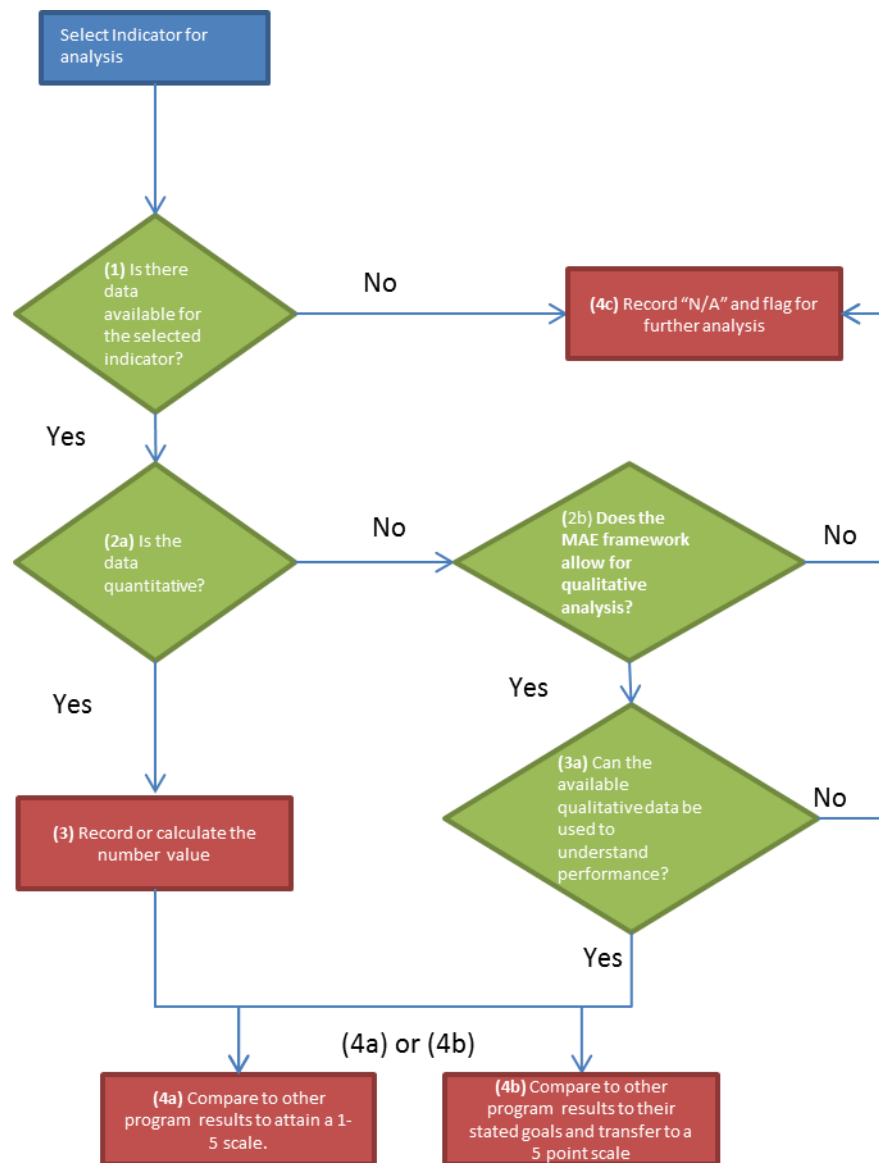 Select Indicator for
analysis
(1) Is there
data
available for
the selected
indicator?
No
(4c) Record “N/A” and flag for
further analysis
Yes
(2a) Is the
data
quantitative?
No
(2b) Does the
MAE framework
allow for
qualitative
analysis?
No
Yes
Yes
(3) Record or calculate the
number value
(3a) Can the
available
qualitative data be
used to
understand
performance?
No
Yes
(4a) or (4b)
(4a) Compare to other
program results to attain a 1-
5 scale.
(4b) Compare to other
program results to their
stated goals and transfer to a
5 point scale